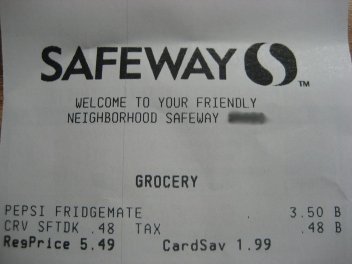 SAFEWAY TM
WELCOME TO YOUR FRIENDLY
NEIGHBORHOOD SAFEWAY
GROCERY
PEPSI FRIDGEMATE 3.50 B
CRV SFTDK .48 TAX .48 B
RegPrice 5.49 CardSav 1.99